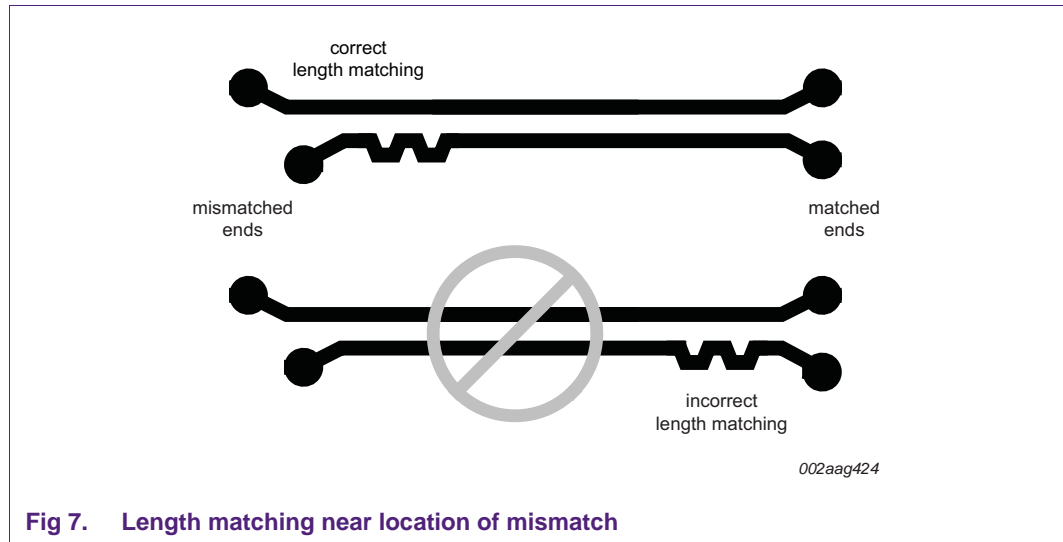 correct
length matching
mismatched
ends
matched
ends
incorrect
length matching
002aag424
Fig 7. Length matching near location of mismatch